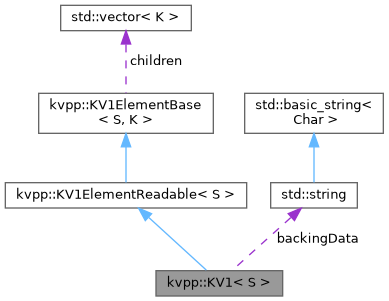 std::vector< K >
children
kvpp::KV1ElementBase
< S, K >
std::basic_string<
Char >
kvpp::KV1ElementReadable< S >
std::string
backingData
kvpp::KV1< S >